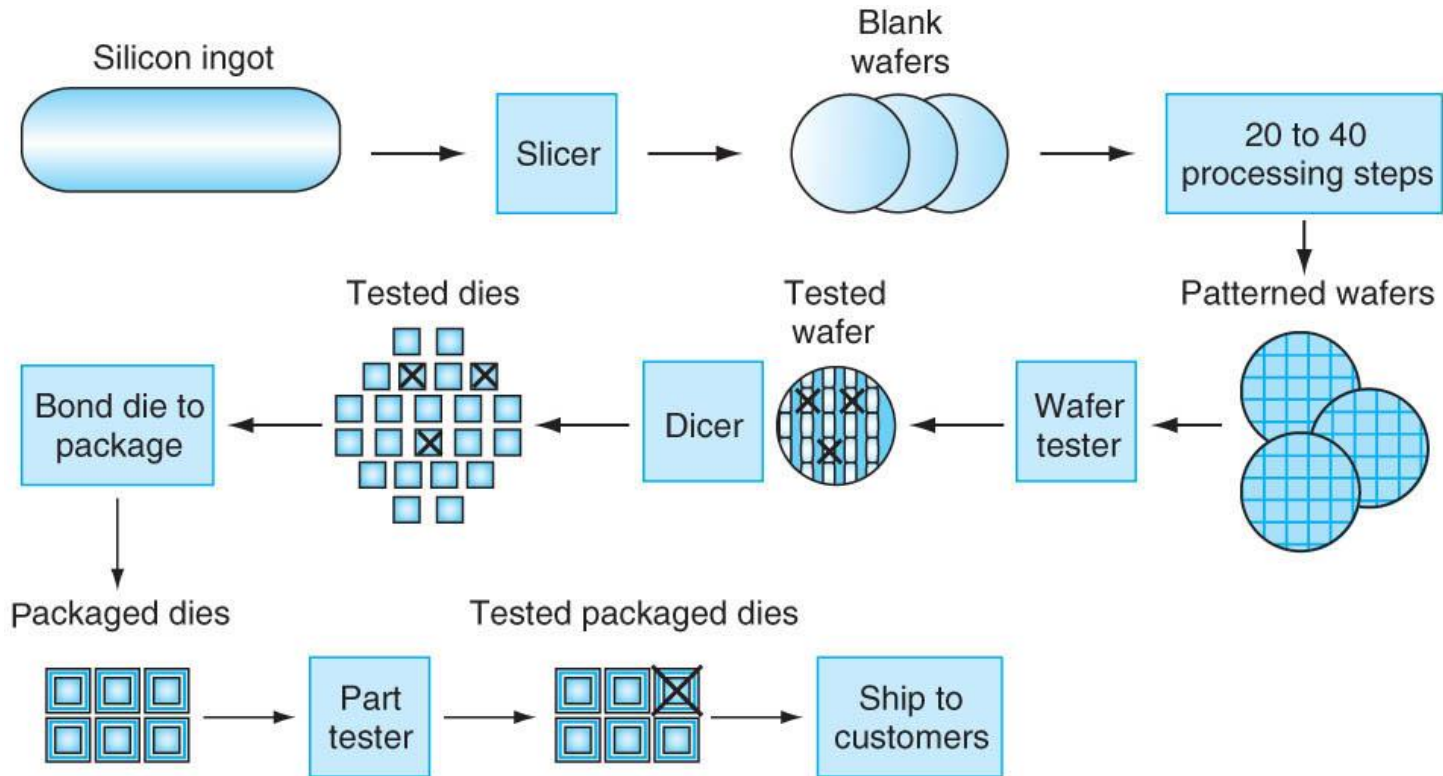 Silicon ingot
Slicer
Blank
wafers
20 to 40
processing steps
Patterned wafers
Wafer
tester
Tested
wafer
Dicer
Tested dies
Bond die to
package
Packaged dies
Part
tester
Tested packaged dies
Ship to
customers